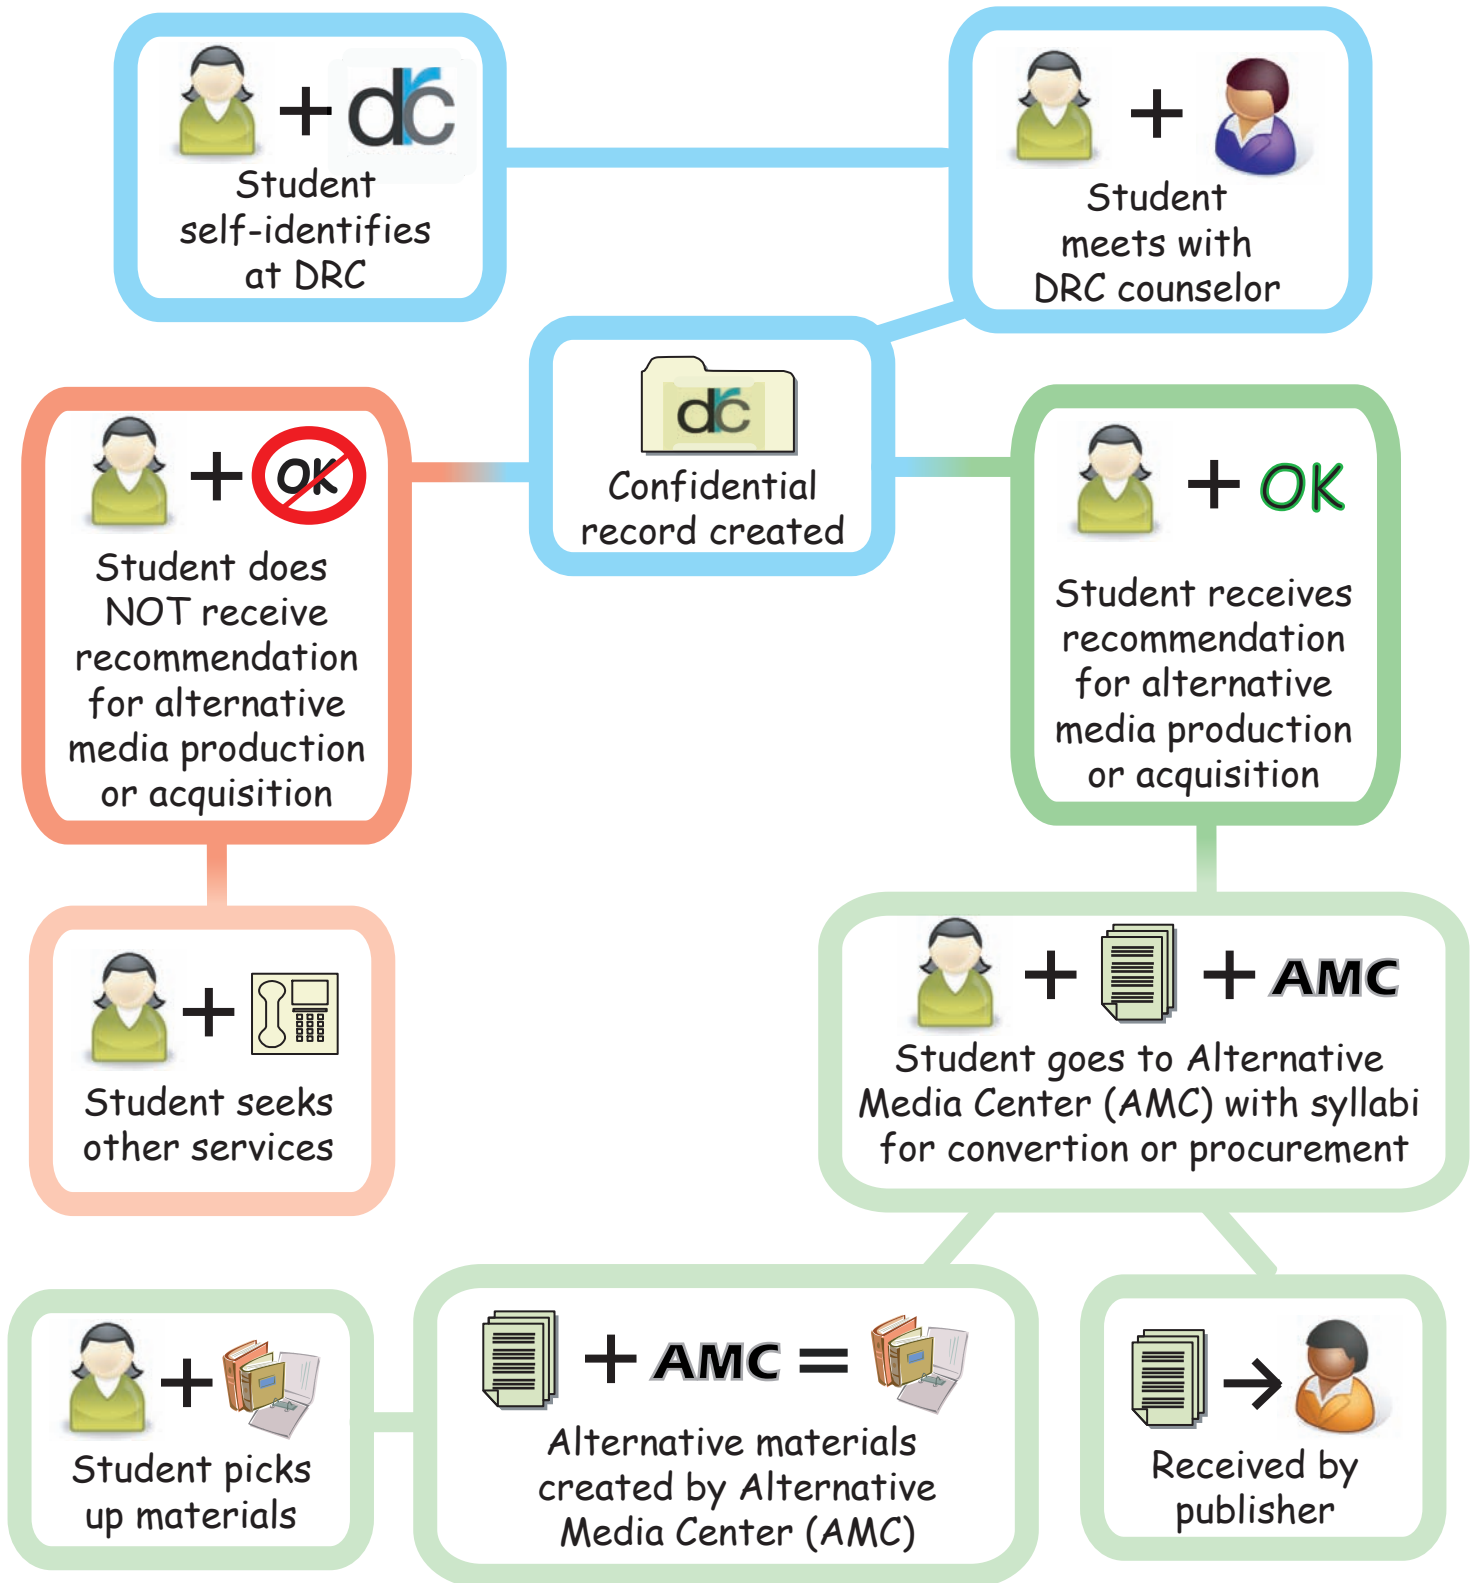 drc
Student
self-identifies
at DRC
Student
meets with
DRC counselor
drc
Confidential
record created
OK
Student does
NOT receive
recommendation
for alternative
media production
or acquisition
OK
Student receives
recommendation
for alternative
media production
or acquisition
Student seeks
other services
AMC
Student goes to Alternative
Media Center (AMC) with syllabi
for convertion or procurement
Student picks
up materials
AMC
Alternative materials
created by Alternative
Media Center (AMC)
Received by
publisher